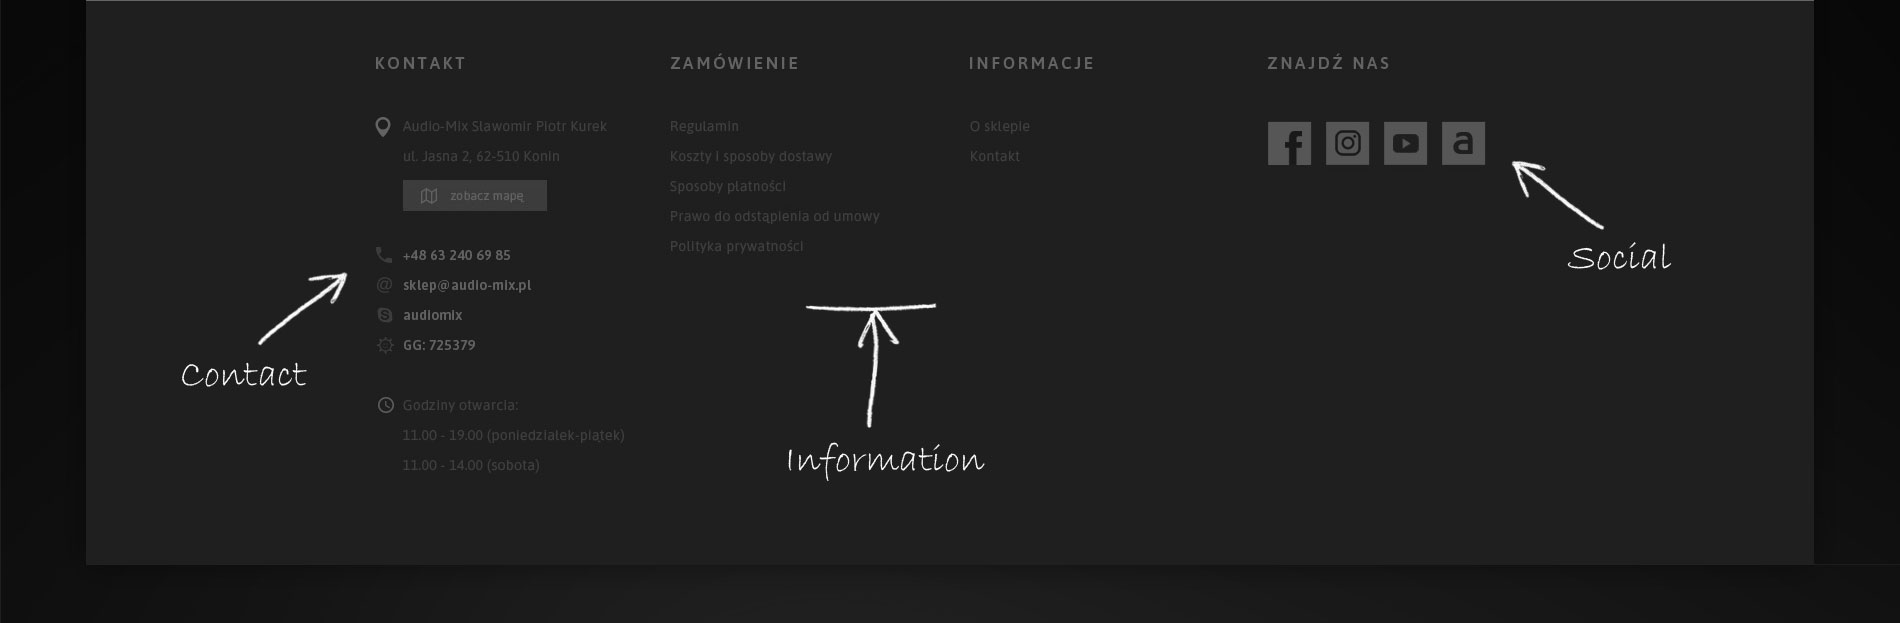 KONTAKT
Audio-Mix Sławomir Piotr Kurek
ul. Jasna 2, 62-510 Konin
zobacz mapę
+48 63 240 69 85
sklep@audio-mix.pl
audiomix
GG: 725379
Godziny otwarcia:
11.00 - 19.00 (poniedziałek-piątek)
11.00 - 14.00 (sobota)
Contact
ZAMÓWIENIE
Regulamin
Koszty i sposoby dostawy
Sposoby płatności
Prawo do odstąpienia od umowy
Polityka prywatności
INFORMACJE
O sklepie
Kontakt
Information
ZNAJDŹ NAS
f
a
Social